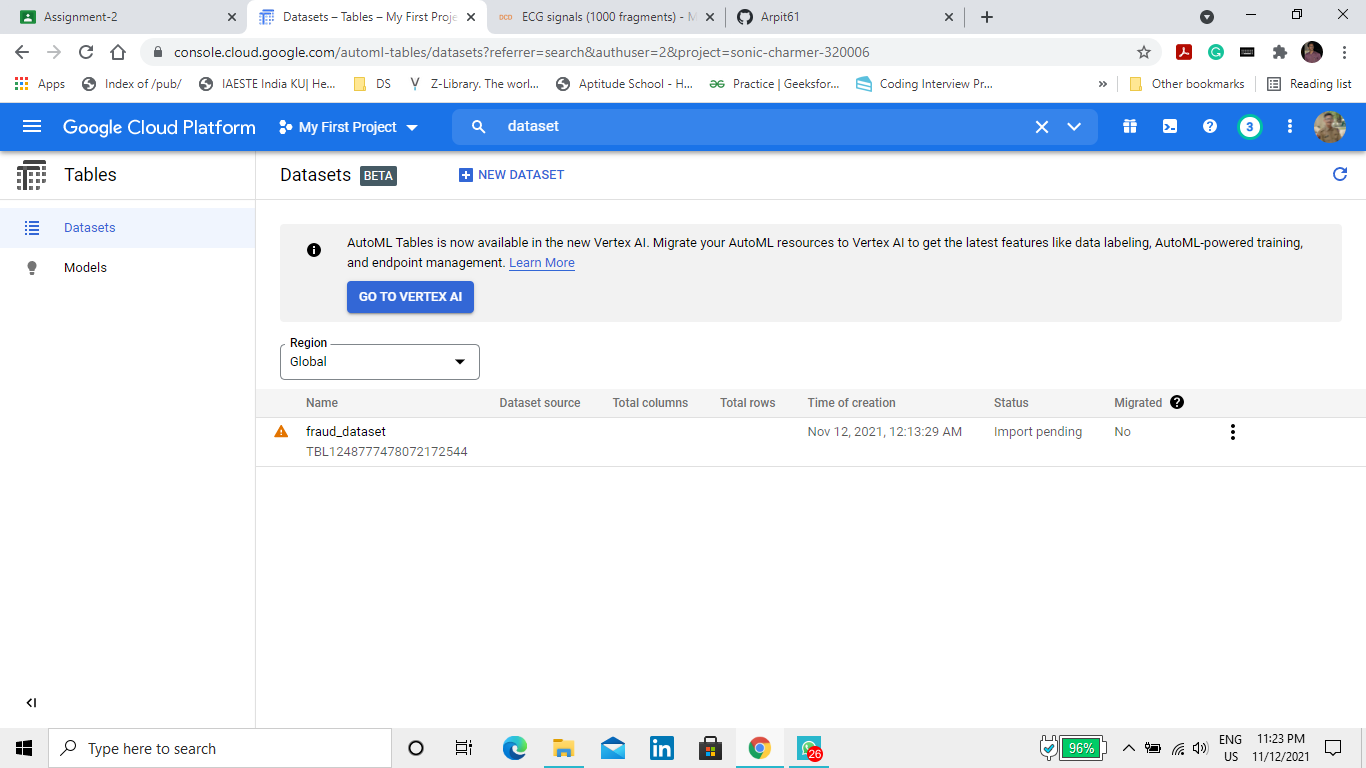 Assignment-2
Datasets – Tables – My First Proje
DCD ECG signals (1000 fragments) - M
Arpit61
console.cloud.google.com/automl-tables/datasets?referrer=search&authuser=2&project=sonic-charmer-320006
Apps
Index of /pub/
IAESTE India KU| He...
DS
Z-Library. The worl...
Aptitude School - H...
Practice | Geeksfor...
Coding Interview Pr...
»
Other bookmarks
Reading list
Google Cloud Platform
My First Project
dataset
3
Tables
Datasets BETA
NEW DATASET
Datasets
Models
AutoML Tables is now available in the new Vertex AI. Migrate your AutoML resources to Vertex AI to get the latest features like data labeling, AutoML-powered training,
and endpoint management. Learn More
GO TO VERTEX AI
Region
Global
Name Dataset source Total columns Total rows Time of creation Status Migrated
fraud_dataset Nov 12, 2021, 12:13:29 AM Import pending No
TBL1248777478072172544
Type here to search
26
96%
ENG
US
11:23 PM
11/12/2021